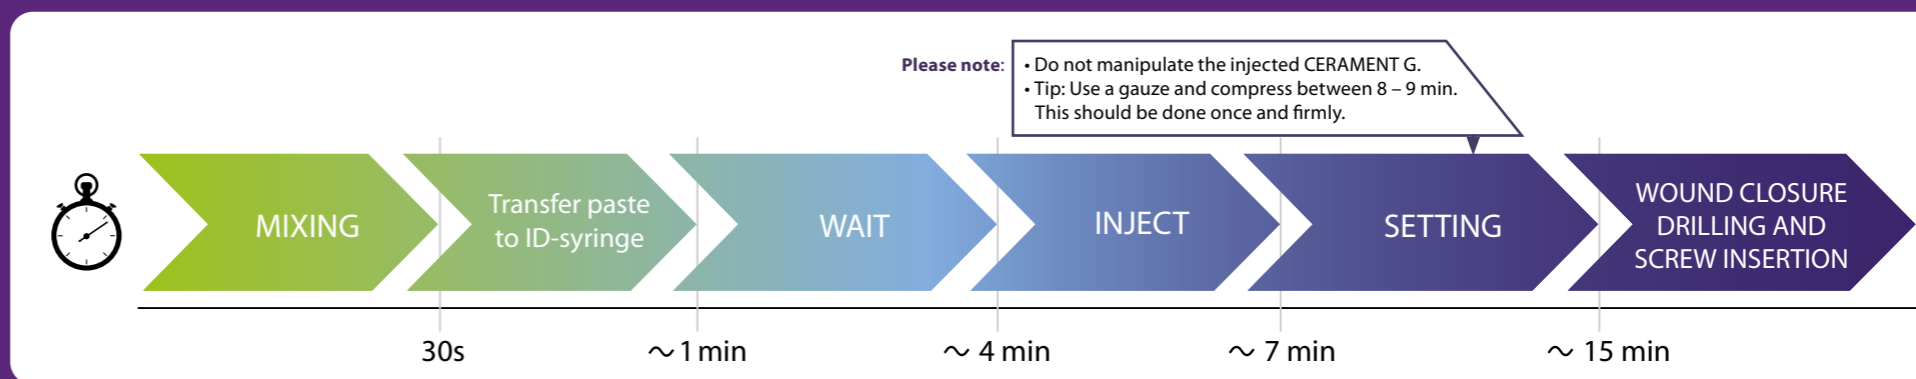 Please note:
• Do not manipulate the injected CERAMENT G.
• Tip: Use a gauze and compress between 8 – 9 min.
This should be done once and firmly.
MIXING
Transfer paste
to ID-syringe
WAIT
INJECT
SETTING
WOUND CLOSURE
DRILLING AND
SCREW INSERTION
30s
~ 1 min
~ 4 min
~ 7 min
~ 15 min